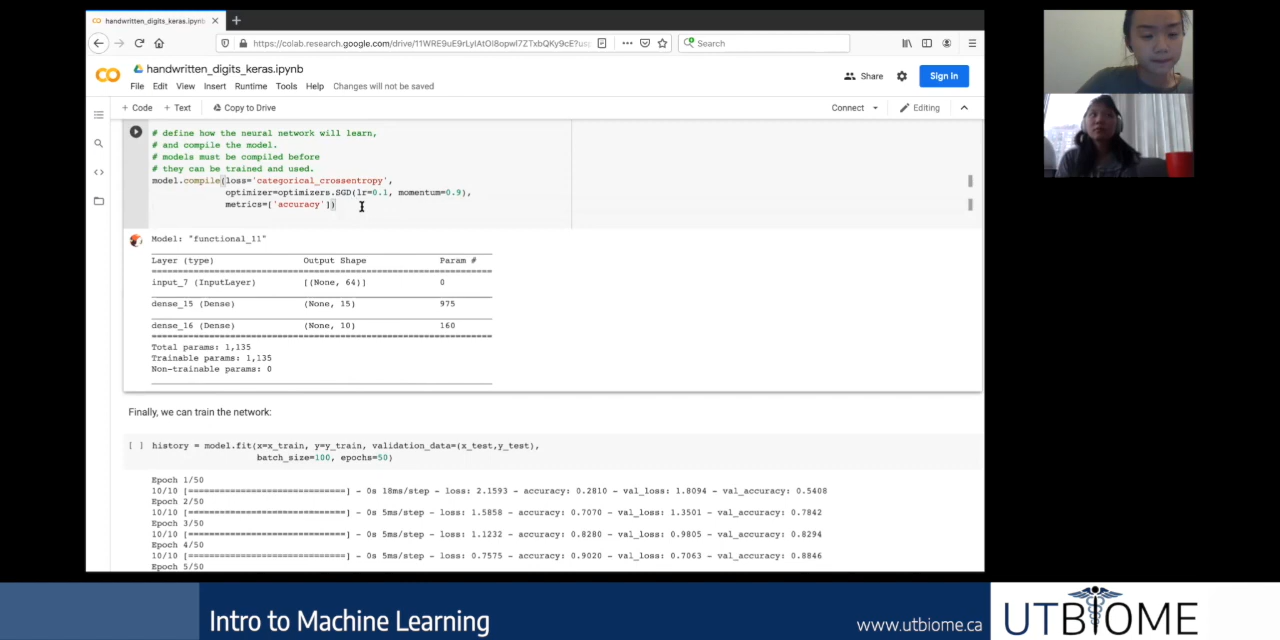 handwritten_digits_keras.ipynb
https://colab.research.google.com/drive/11WRE9uE9rLyIAtOI8opwI7ZTxbQKy9cE?us
Search
handwritten_digits_keras.ipynb
Share
Sign in
File Edit View Insert Runtime Tools Help Changes will not be saved
+ Code + Text Copy to Drive
Connect
Editing
# define how the neural network will learn,
# and compile the model.
# models must be compiled before
# they can be trained and used.
model.compile(loss='categorical_crossentropy',
optimizer=optimizers.SGD(lr=0.1, momentum=0.9),
metrics=['accuracy'])
Model: "functional_11"
Layer (type) Output Shape Param #
input_7 (InputLayer) [(None, 64)] 0
dense_15 (Dense) (None, 15) 975
dense_16 (Dense) (None, 10) 160
Total params: 1,135
Trainable params: 1,135
Non-trainable params: 0
Finally, we can train the network:
[ ] history = model.fit(x=x_train, y=y_train, validation_data=(x_test,y_test),
batch_size=100, epochs=50)
Epoch 1/50
10/10 [==============================] - 0s 18ms/step - loss: 2.1593 - accuracy: 0.2810 - val_loss: 1.8094 - val_accuracy: 0.5408
Epoch 2/50
10/10 [==============================] - 0s 5ms/step - loss: 1.5858 - accuracy: 0.7070 - val_loss: 1.3501 - val_accuracy: 0.7842
Epoch 3/50
10/10 [==============================] - 0s 5ms/step - loss: 1.1232 - accuracy: 0.8280 - val_loss: 0.9805 - val_accuracy: 0.8294
Epoch 4/50
10/10 [==============================] - 0s 5ms/step - loss: 0.7575 - accuracy: 0.9020 - val_loss: 0.7063 - val_accuracy: 0.8846
Epoch 5/50
Intro to Machine Learning
www.utbiome.ca
UTBIOME